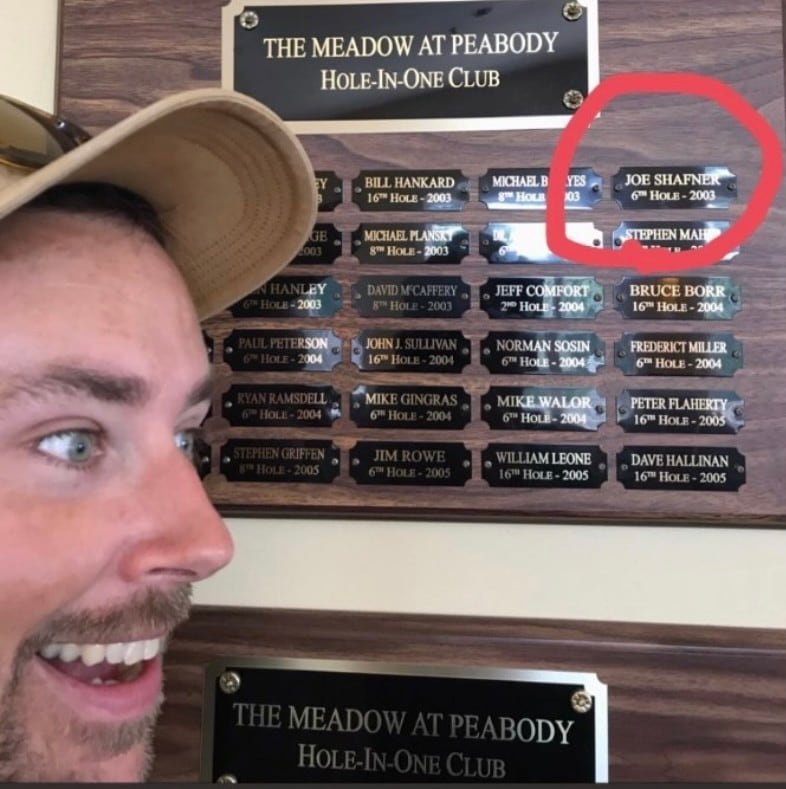 THE MEADOW AT PEABODY
HOLE-IN-ONE CLUB
BILL HANKARD
16TH HOLE - 2003
MICHAEL
8TH HOLE
JOE SHAFNER
6TH HOLE - 2003
2003
MICHAEL PLANSKY
8TH HOLE - 2003
STEPHEN
HANLEY
6TH HOLE - 2003
DAVID McCAFFERY
8TH HOLE - 2003
JEFF COMFORT
2ND HOLE - 2004
BRUCE BORR
16TH HOLE - 2004
PAUL PETERSON
6TH HOLE - 2004
JOHN J. SULLIVAN
16TH HOLE - 2004
NORMAN SOSIN
6TH HOLE - 2004
FREDERICT MILLER
6TH HOLE - 2004
RYAN RAMSDELL
6TH HOLE - 2004
MIKE GINGRAS
6TH HOLE - 2004
MIKE WALOR
6TH HOLE - 2004
PETER FLAHERTY
16TH HOLE - 2005
STEPHEN GRIFFEN
8TH HOLE - 2005
JIM ROWE
6TH HOLE - 2005
WILLIAM LEONE
16TH HOLE - 2005
DAVE HALLINAN
16TH HOLE - 2005
THE MEADOW AT PEABODY
HOLE-IN-ONE CLUB